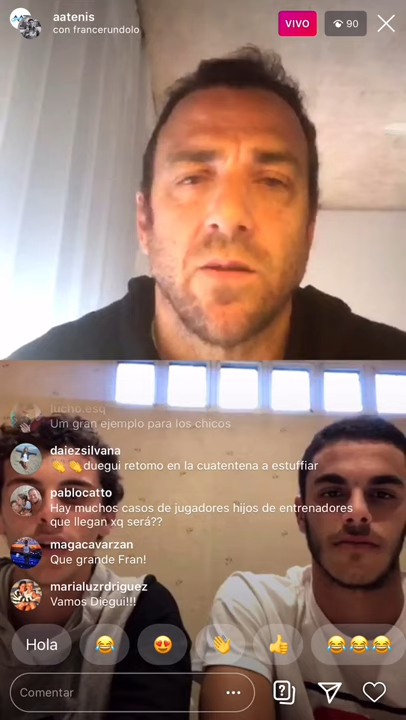 aatenis
con francerundolo
VIVO
90
lucho.esq
Um gran ejemplo para los chicos
daiezsilvana
👏👏duegui retomo en la cuatentena a estuffiar
pablocatto
Hay muchos casos de jugadores hijos de entrenadores
que llegan xq será??
magacavarzan
Que grande Fran!
marialuzrdriguez
Vamos Diegui!!!
Hola
😂
😍
👋
👍
😂😂😂
Comentar